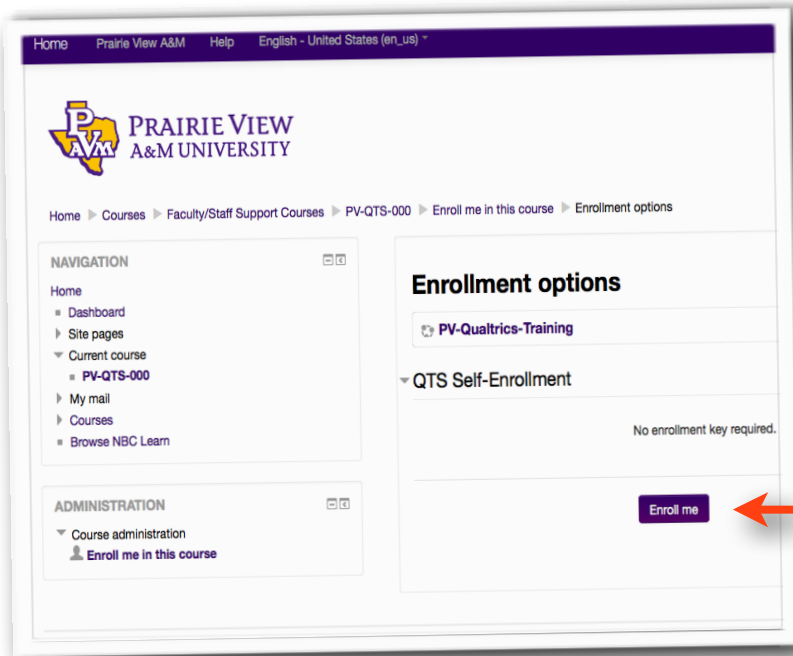 Home Prairie View A&M Help English - United States (en_us)
PVAM
PRAIRIE VIEW
A&M UNIVERSITY
Home Courses Faculty/Staff Support Courses PV-QTS-000 Enroll me in this course Enrollment options
NAVIGATION
Home
Dashboard
Site pages
Current course
PV-QTS-000
My mail
Courses
Browse NBC Learn
ADMINISTRATION
Course administration
Enroll me in this course
Enrollment options
PV-Qualtrics-Training
QTS Self-Enrollment
No enrollment key required.
Enroll me